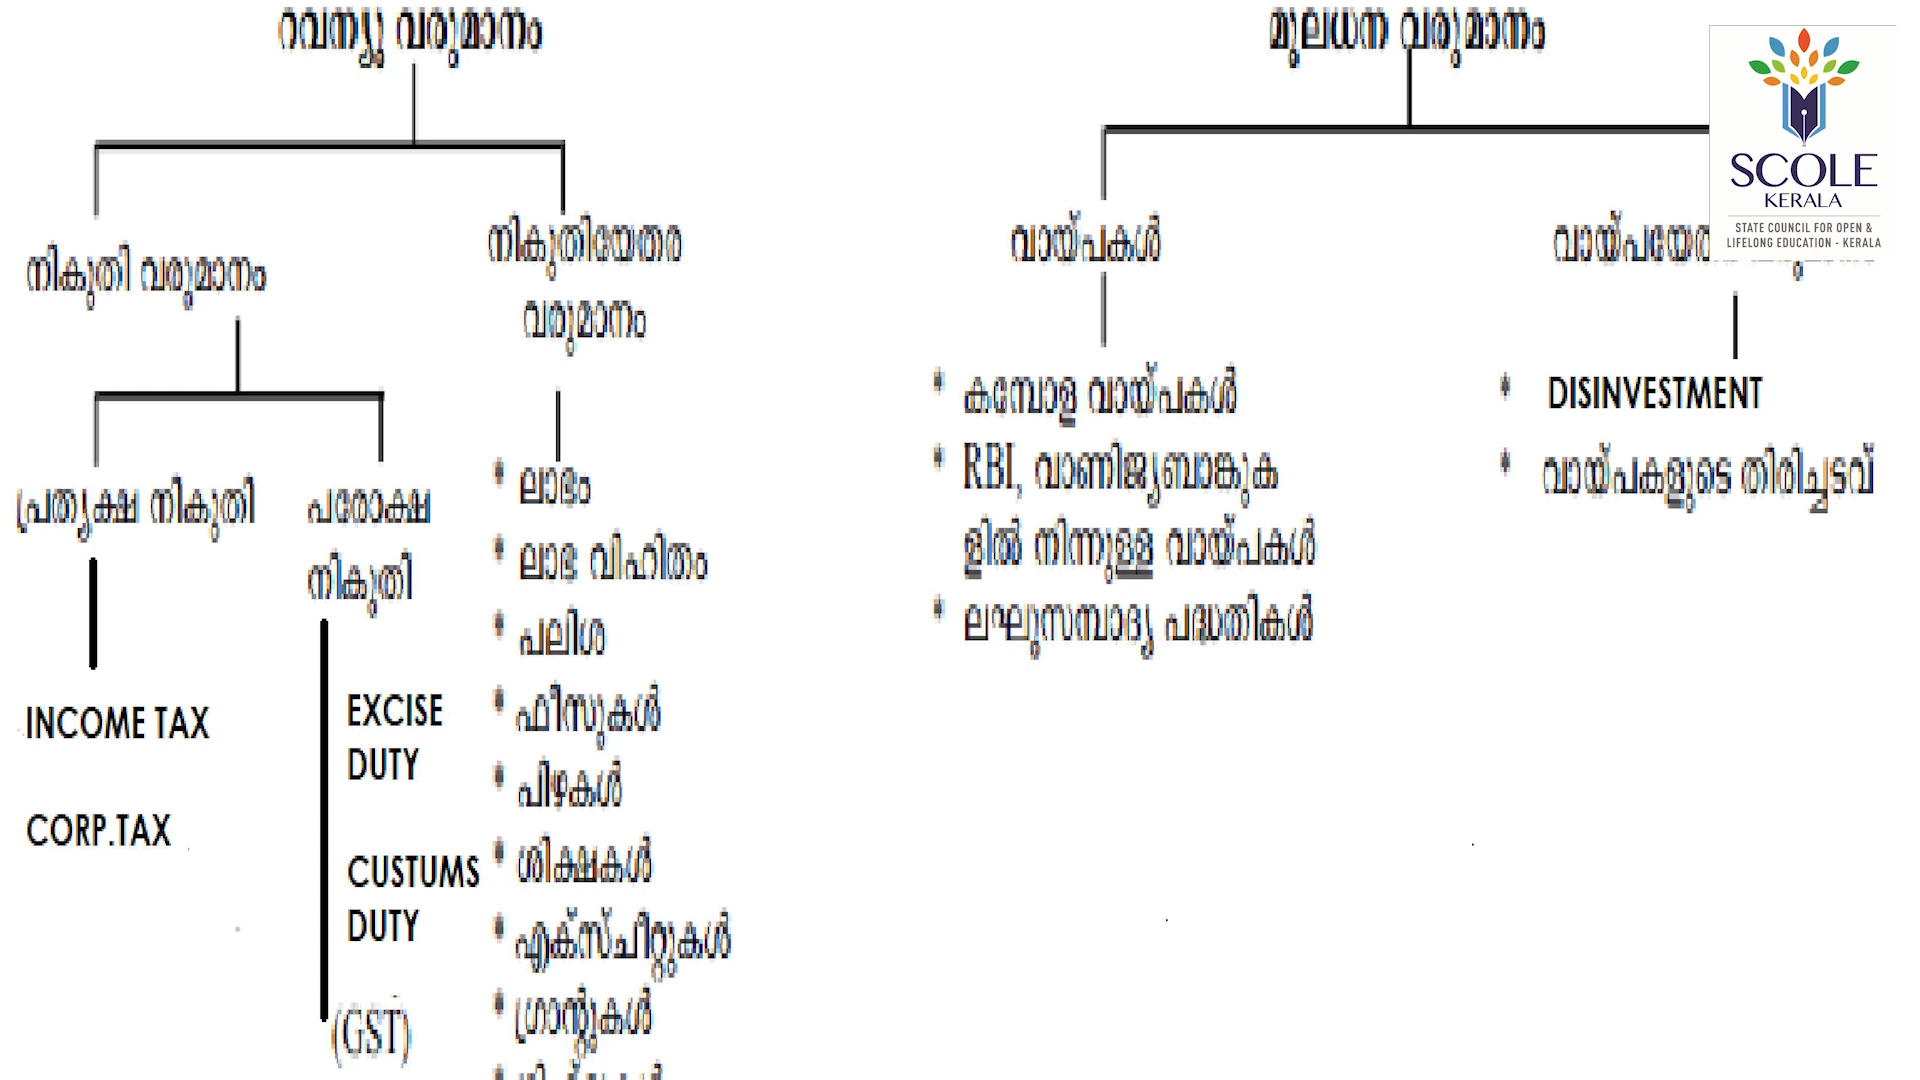 റവന്യൂ വരുമാനം
നികുതി വരുമാനം
നികുതിയേതര
വരുമാനം
പ്രത്യക്ഷ നികുതി
പരോക്ഷ
നികുതി
INCOME TAX
CORP.TAX
EXCISE
DUTY
CUSTUMS
DUTY
(GST)
* ലാഭം
* ലാഭ വിഹിതം
* പലിശ
* ഫീസുകൾ
* പിഴകൾ
* ശിക്ഷകൾ
* എക്സ്ചീറ്റുകൾ
* ഗ്രാന്റുകൾ
മൂലധന വരുമാനം
വായ്പകൾ
* കമ്പോള വായ്പകൾ
* RBI, വാണിജ്യബാങ്കുക
ളിൽ നിന്നുള്ള വായ്പകൾ
* ലഘുസമ്പാദ്യ പദ്ധതികൾ
* DISINVESTMENT
* വായ്പകളുടെ തിരിച്ചടവ്
SCOLE
KERALA
STATE COUNCIL FOR OPEN &
LIFELONG EDUCATION - KERALA